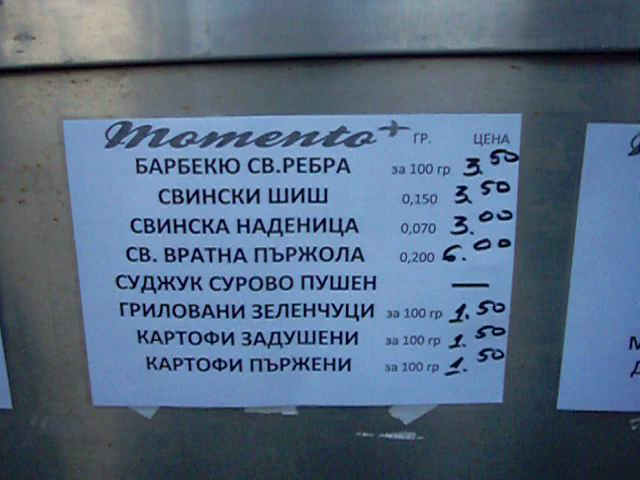 Momento+ ГР. ЦЕНА
БАРБЕКЮ СВ.РЕБРА за 100 гр 3.50
СВИНСКИ ШИШ 0,150 3.50
СВИНСКА НАДЕНИЦА 0,070 3.00
СВ. ВРАТНА ПЪРЖОЛА 0,200 6.00
СУДЖУК СУРОВО ПУШЕН —
ГРИЛОВАНИ ЗЕЛЕНЧУЦИ за 100 гр 1.50
КАРТОФИ ЗАДУШЕНИ за 100 гр 1.50
КАРТОФИ ПЪРЖЕНИ за 100 гр 1.50